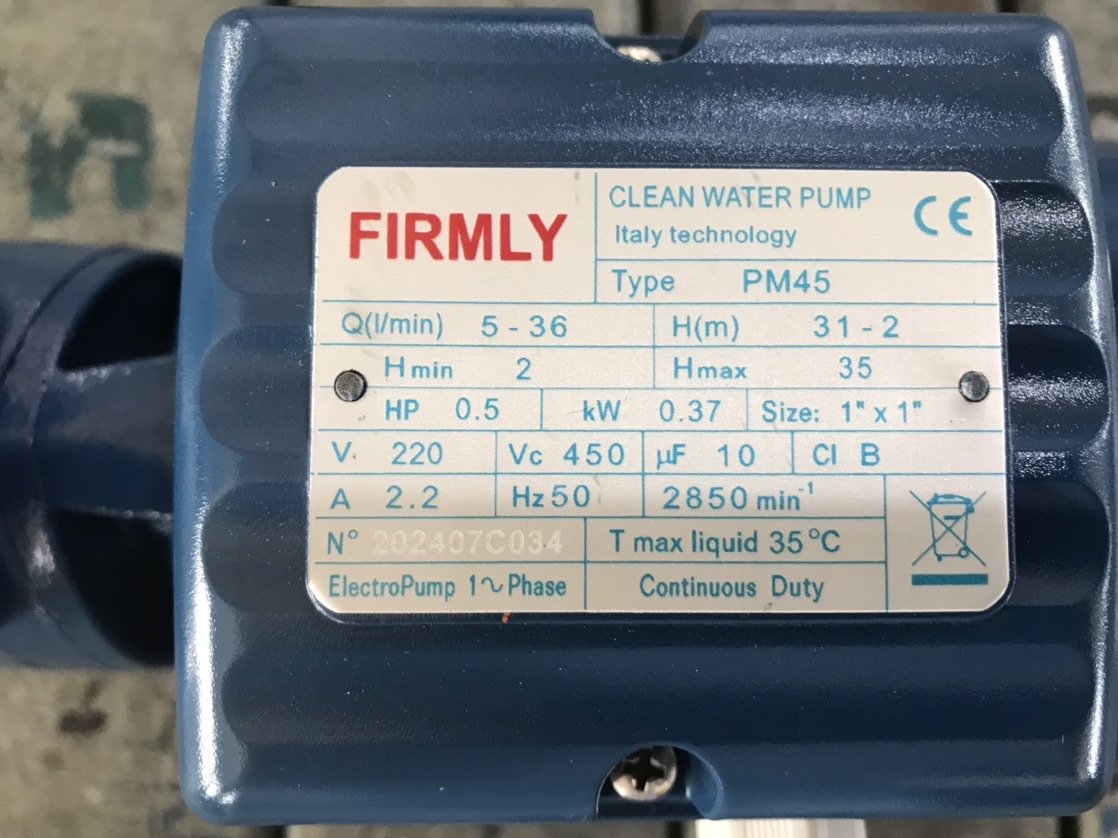 FIRMLY
CLEAN WATER PUMP
Italy technology
CE
Type PM45
Q(l/min) 5 - 36 H(m) 31 - 2
Hmin 2 Hmax 35
HP 0.5 kW 0.37 Size: 1" x 1"
V 220 Vc 450 µF 10 Cl B
A 2.2 Hz 50 2850 min⁻¹
N° 202407C034 T max liquid 35 °C
ElectroPump 1∿Phase Continuous Duty